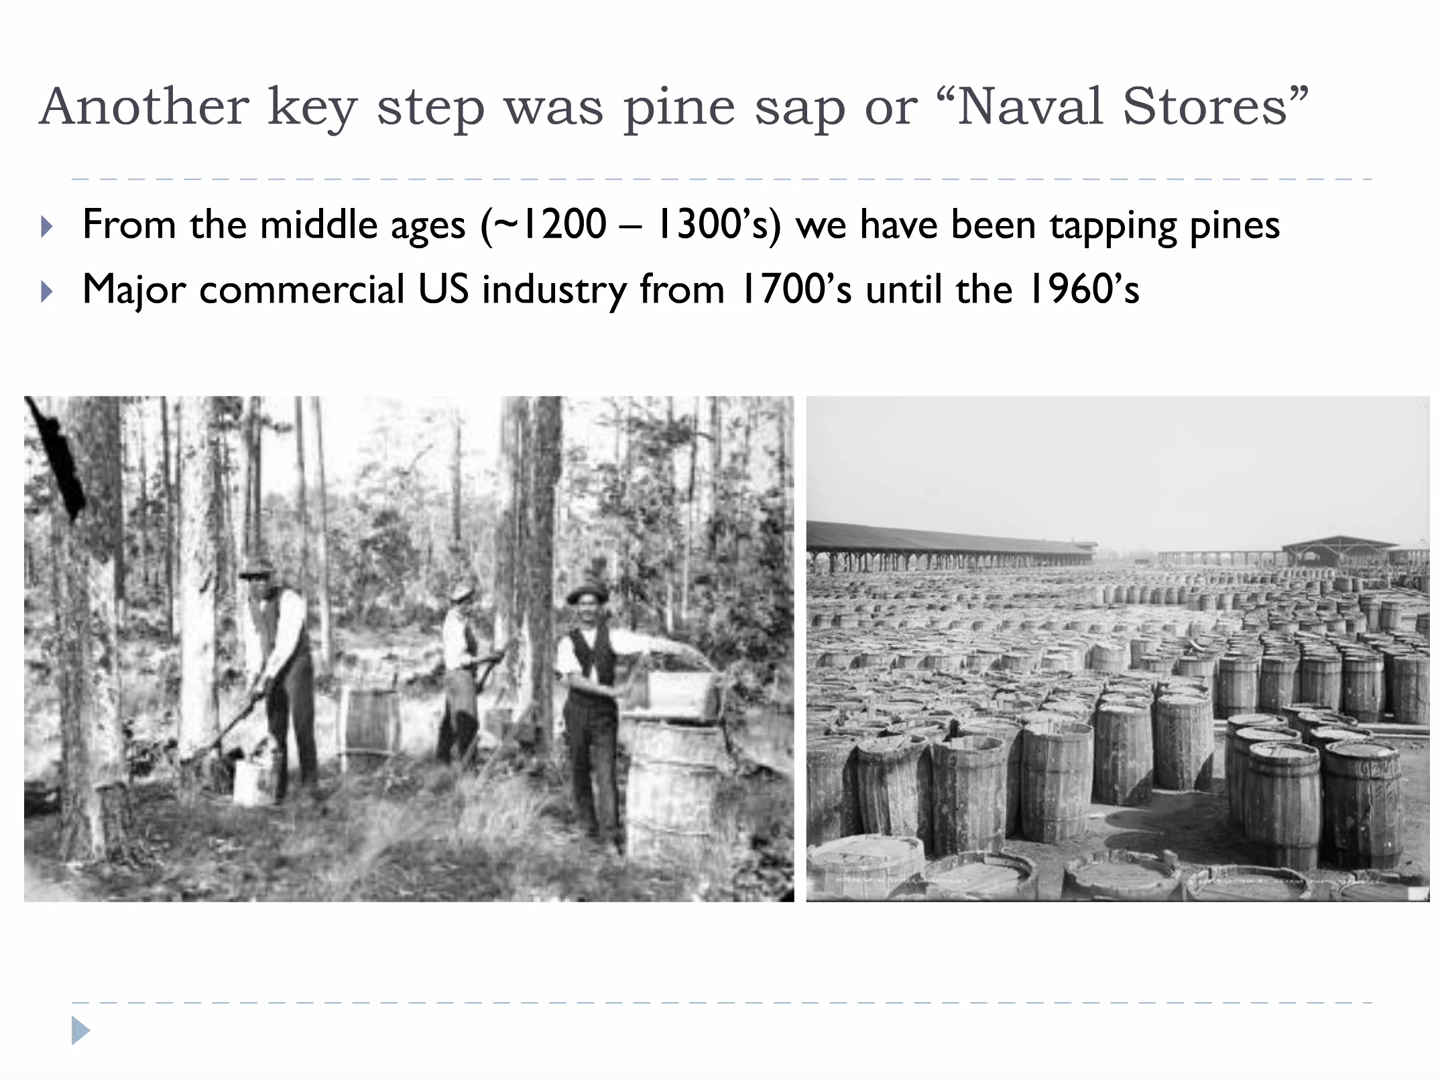 Another key step was pine sap or “Naval Stores”
From the middle ages (~1200 – 1300’s) we have been tapping pines
Major commercial US industry from 1700’s until the 1960’s